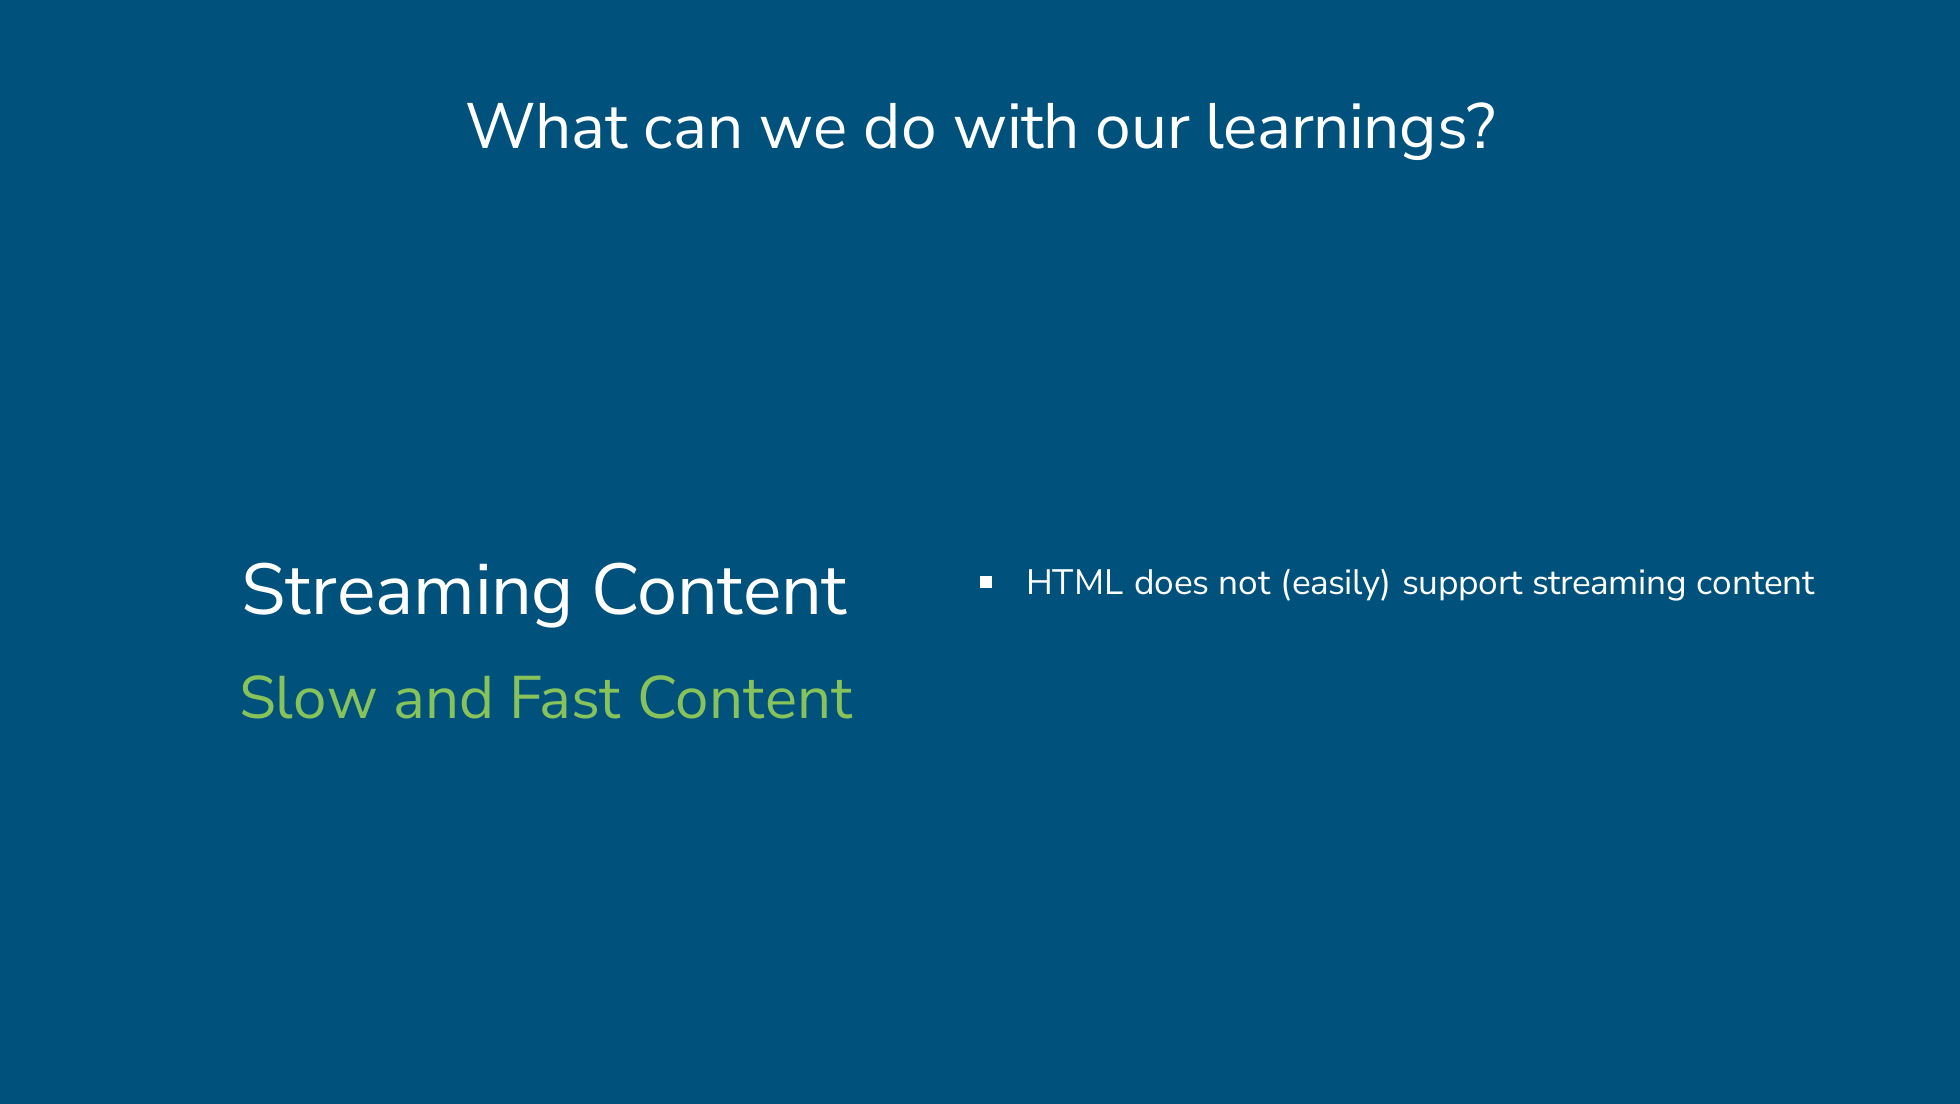 What can we do with our learnings?
Streaming Content
Slow and Fast Content
▪ HTML does not (easily) support streaming content